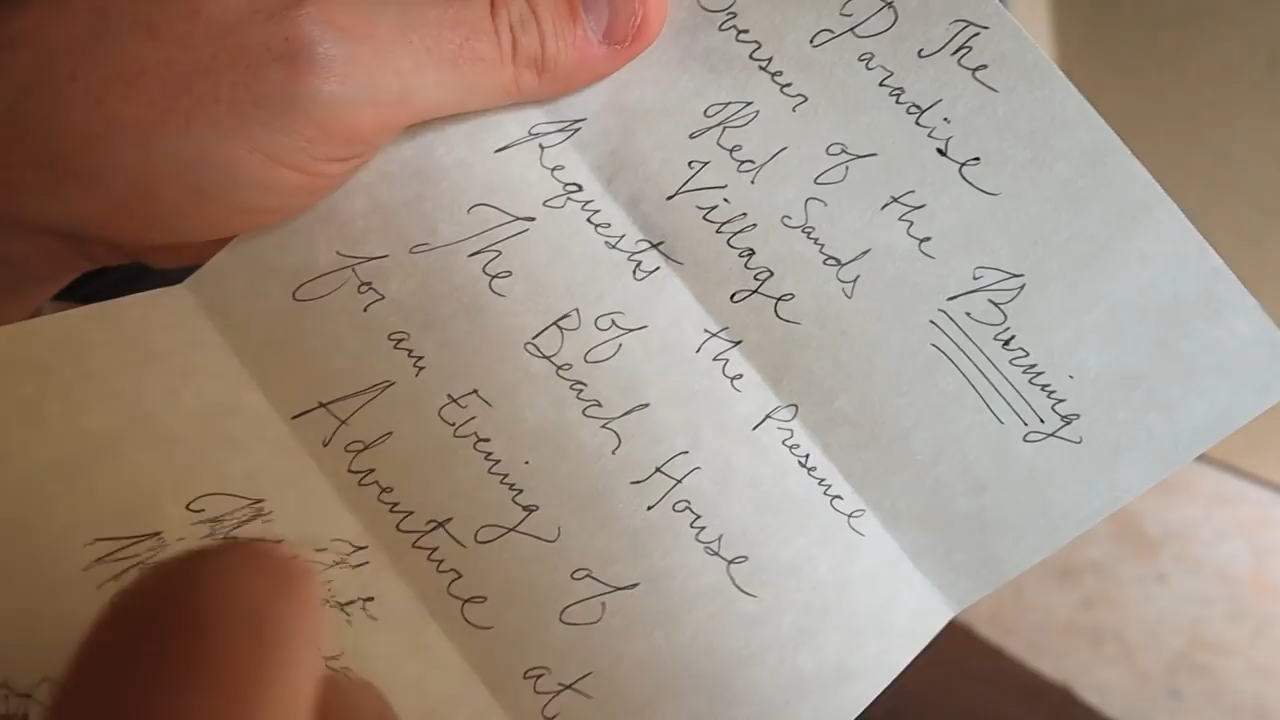 The
Paradise
Overseer of the Burning
Red Sands
Village
Requests the Presence
of
The Beach House
for an Evening of
Adventure
at